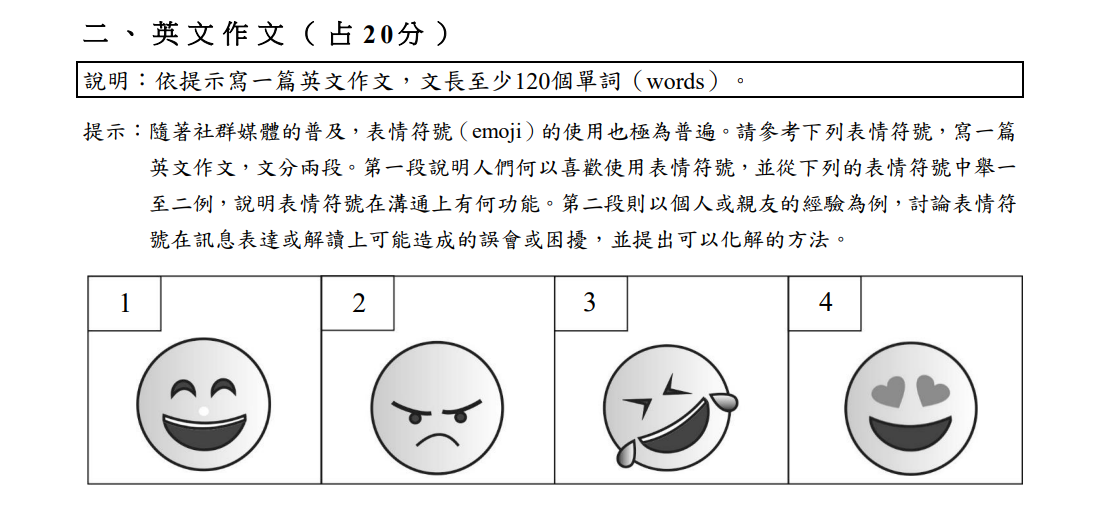 二、英文作文（占20分）
說明：依提示寫一篇英文作文，文長至少120個單詞（words）。
提示：隨著社群媒體的普及，表情符號（emoji）的使用也極為普遍。請參考下列表情符號，寫一篇
英文作文，文分兩段。第一段說明人們何以喜歡使用表情符號，並從下列的表情符號中舉一
至二例，說明表情符號在溝通上有何功能。第二段則以個人或親友的經驗為例，討論表情符
號在訊息表達或解讀上可能造成的誤會或困擾，並提出可以化解的方法。
1
2
3
4